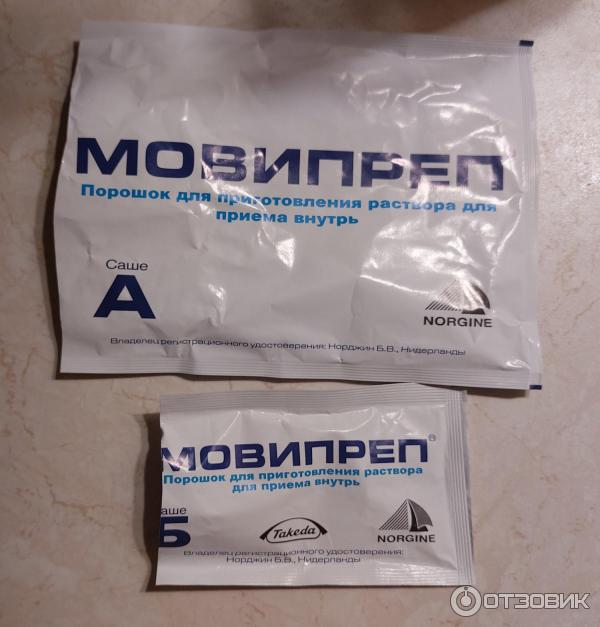 МОВИПРЕП
Порошок для приготовления раствора для
приема внутрь
Саше
А
NORGINE
Владелец регистрационного удостоверения: Норджин Б.В., Нидерланды
МОВИПРЕП®
Порошок для приготовления раствора
для приема внутрь
Саше
Б
Takeda
NORGINE
Владелец регистрационного удостоверения:
Норджин Б.В., Нидерланды
ОТЗОВИК